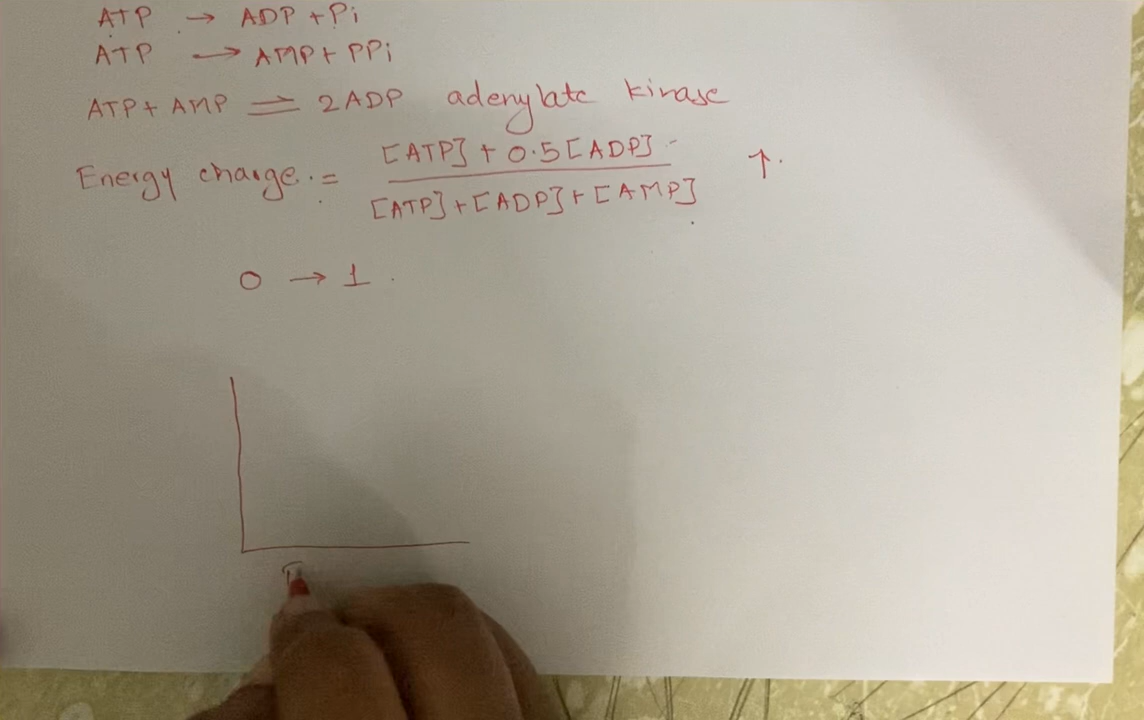 ATP → ADP + Pi
ATP → AMP + PPi
ATP + AMP ⇌ 2ADP adenylate kinase
Energy charge = [ATP] + 0.5[ADP] ↑
[ATP] + [ADP] + [AMP]
0 → 1